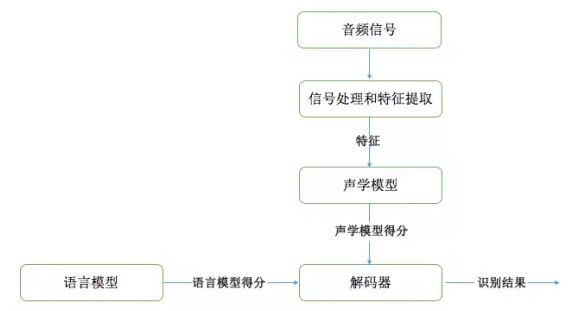 音频信号
信号处理和特征提取
特征
声学模型
声学模型得分
语言模型
语言模型得分
解码器
识别结果